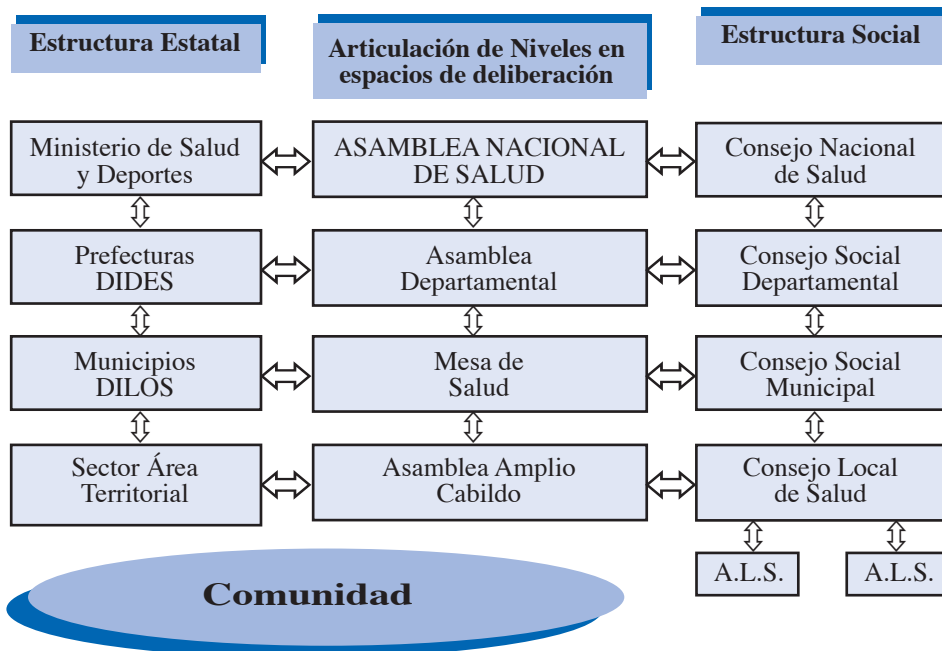 Estructura Estatal
Articulación de Niveles en
espacios de deliberación
Estructura Social
Ministerio de Salud
y Deportes
ASAMBLEA NACIONAL
DE SALUD
Consejo Nacional
de Salud
Prefecturas
DIDES
Asamblea
Departamental
Consejo Social
Departamental
Municipios
DILOS
Mesa de
Salud
Consejo Social
Municipal
Sector Área
Territorial
Asamblea Amplio
Cabildo
Consejo Local
de Salud
A.L.S.
A.L.S.
Comunidad